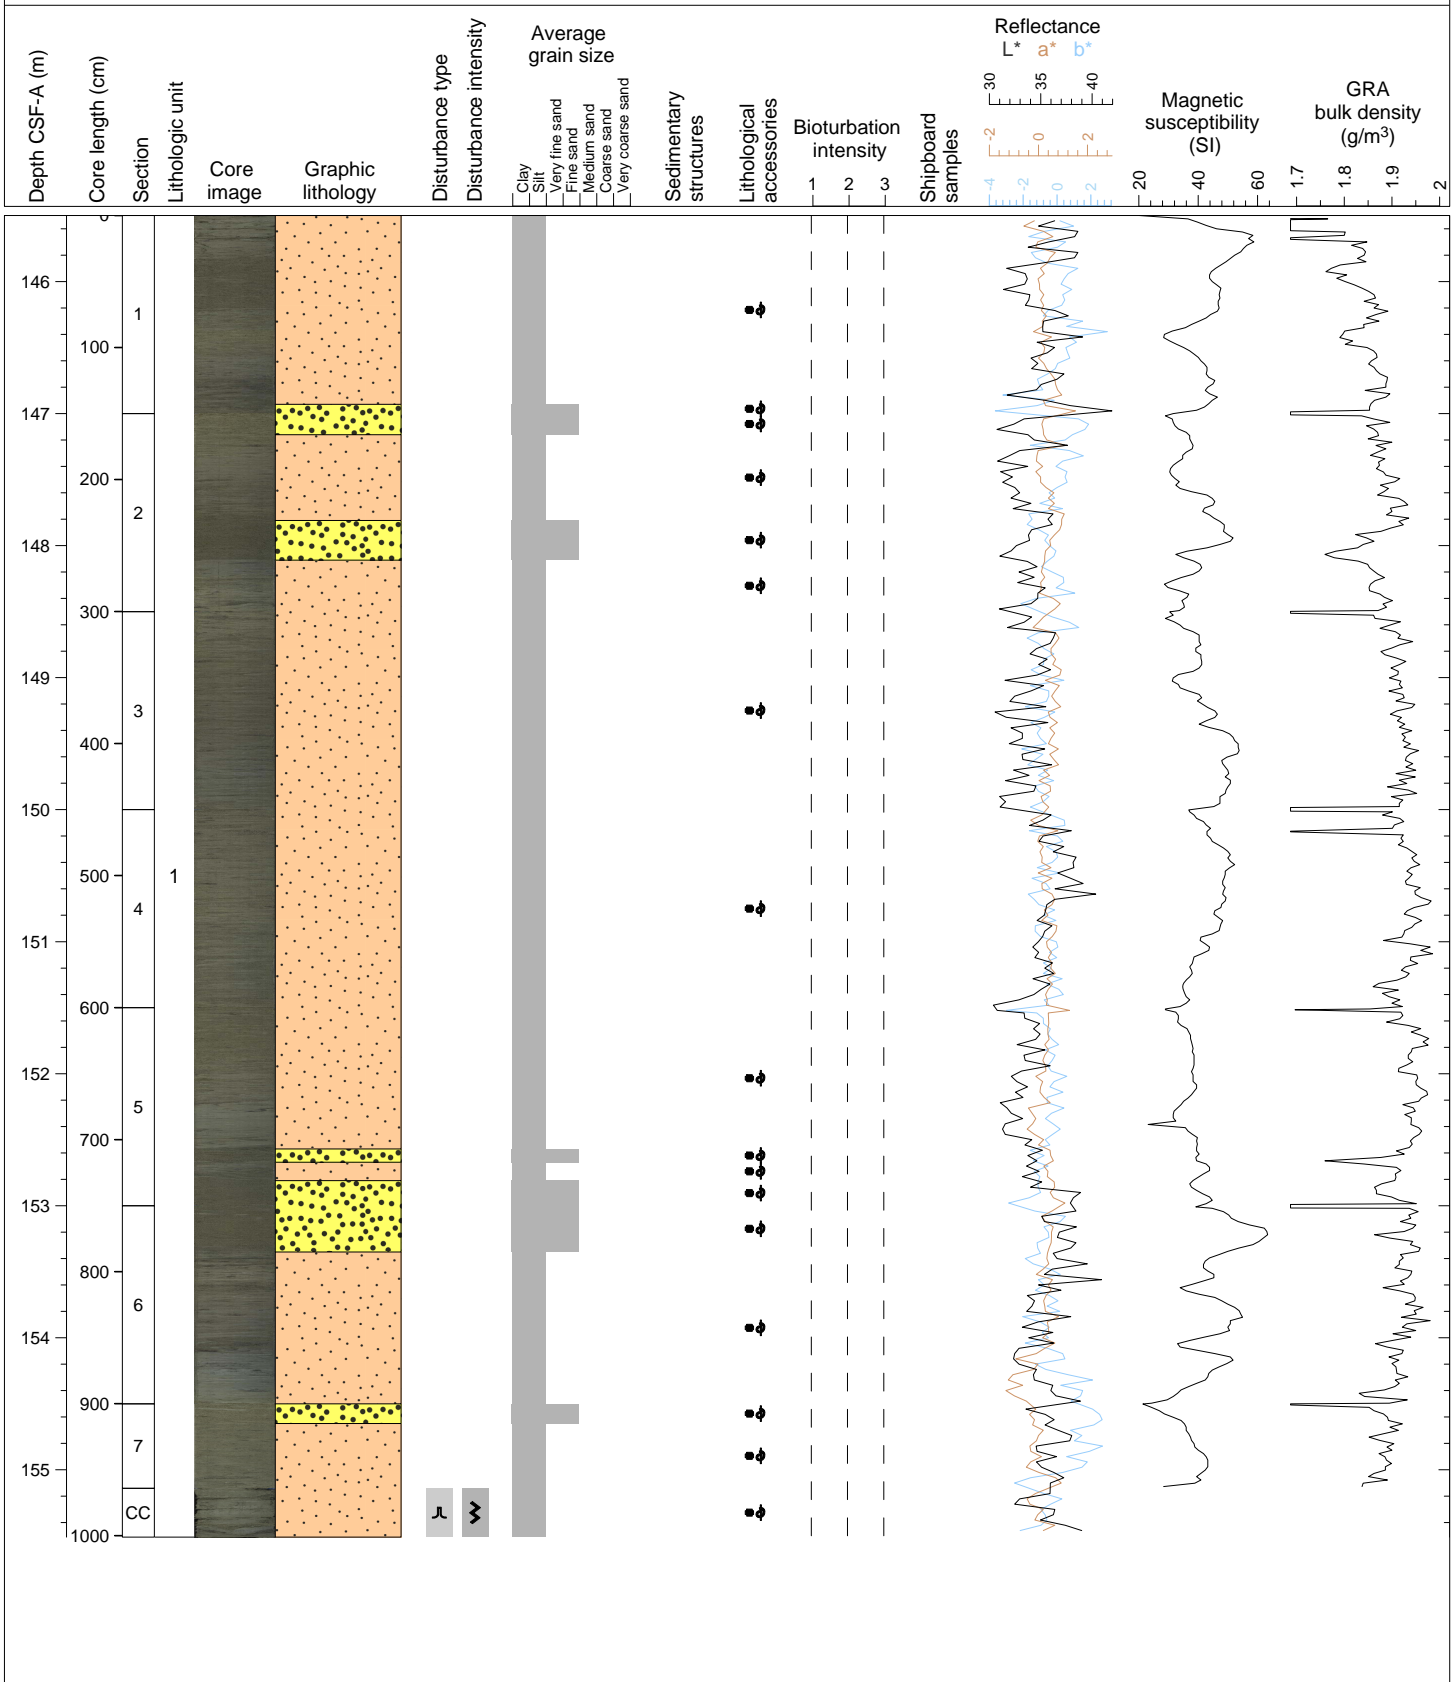 Depth CSF-A (m)
Core length (cm)
Section
Lithologic unit
Core
image
Graphic
lithology
Disturbance type
Disturbance intensity
Average
grain size
Clay
Silt
Very fine sand
Fine sand
Medium sand
Coarse sand
Very coarse sand
Sedimentary
structures
Lithological
accessories
Bioturbation
intensity
1 2 3
Shipboard
samples
Reflectance
L* a* b*
30 35 40
-2 0 2
-4 -2 0 2
Magnetic
susceptibility
(SI)
20 40 60
GRA
bulk density
(g/m3)
1.7 1.8 1.9 2
0
146
1
100
147
200
2
148
300
149
3
400
150
500
1
4
151
600
152
5
700
153
800
6
154
900
7
155
CC
1000